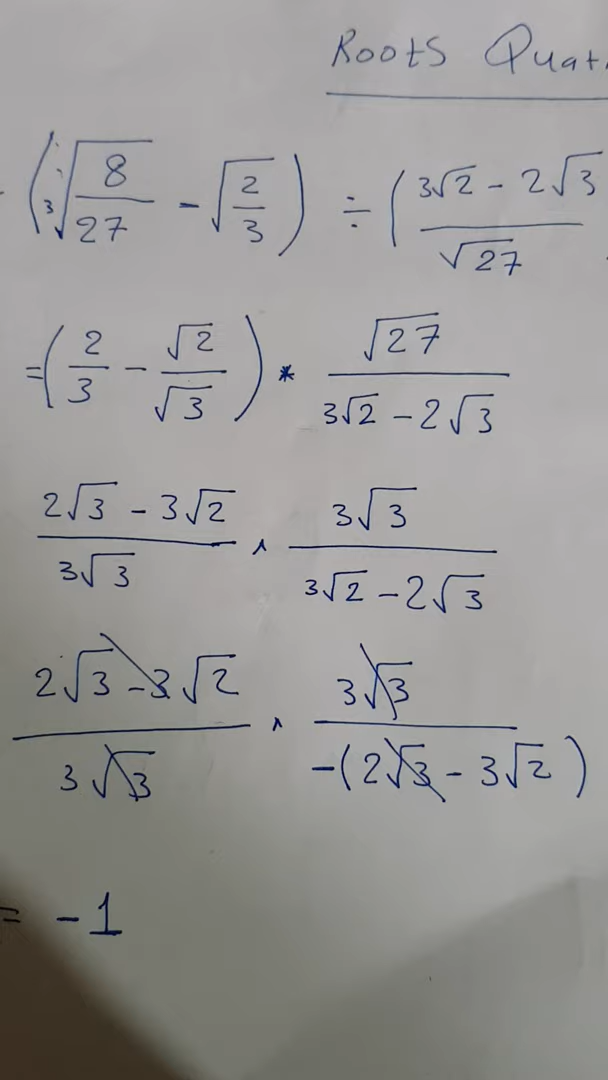 Roots
(∛(8/27) - √(2/3)) ÷ ((3√2 - 2√3)/√27
=(2/3 - √2/√3) * √27/(3√2 - 2√3)
(2√3 - 3√2)/(3√3) · (3√3)/(3√2 - 2√3)
(2√3 - 3√2)/(3√3) · (3√3)/(-(2√3 - 3√2))
= -1